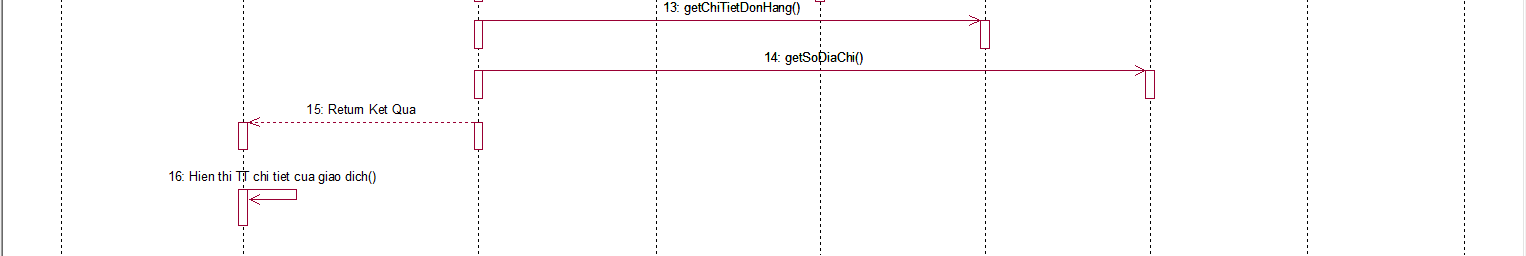 13: getChiTietDonHang()
14: getSoDiaChi()
15: Return Ket Qua
16: Hien thi TT chi tiet cua giao dich()